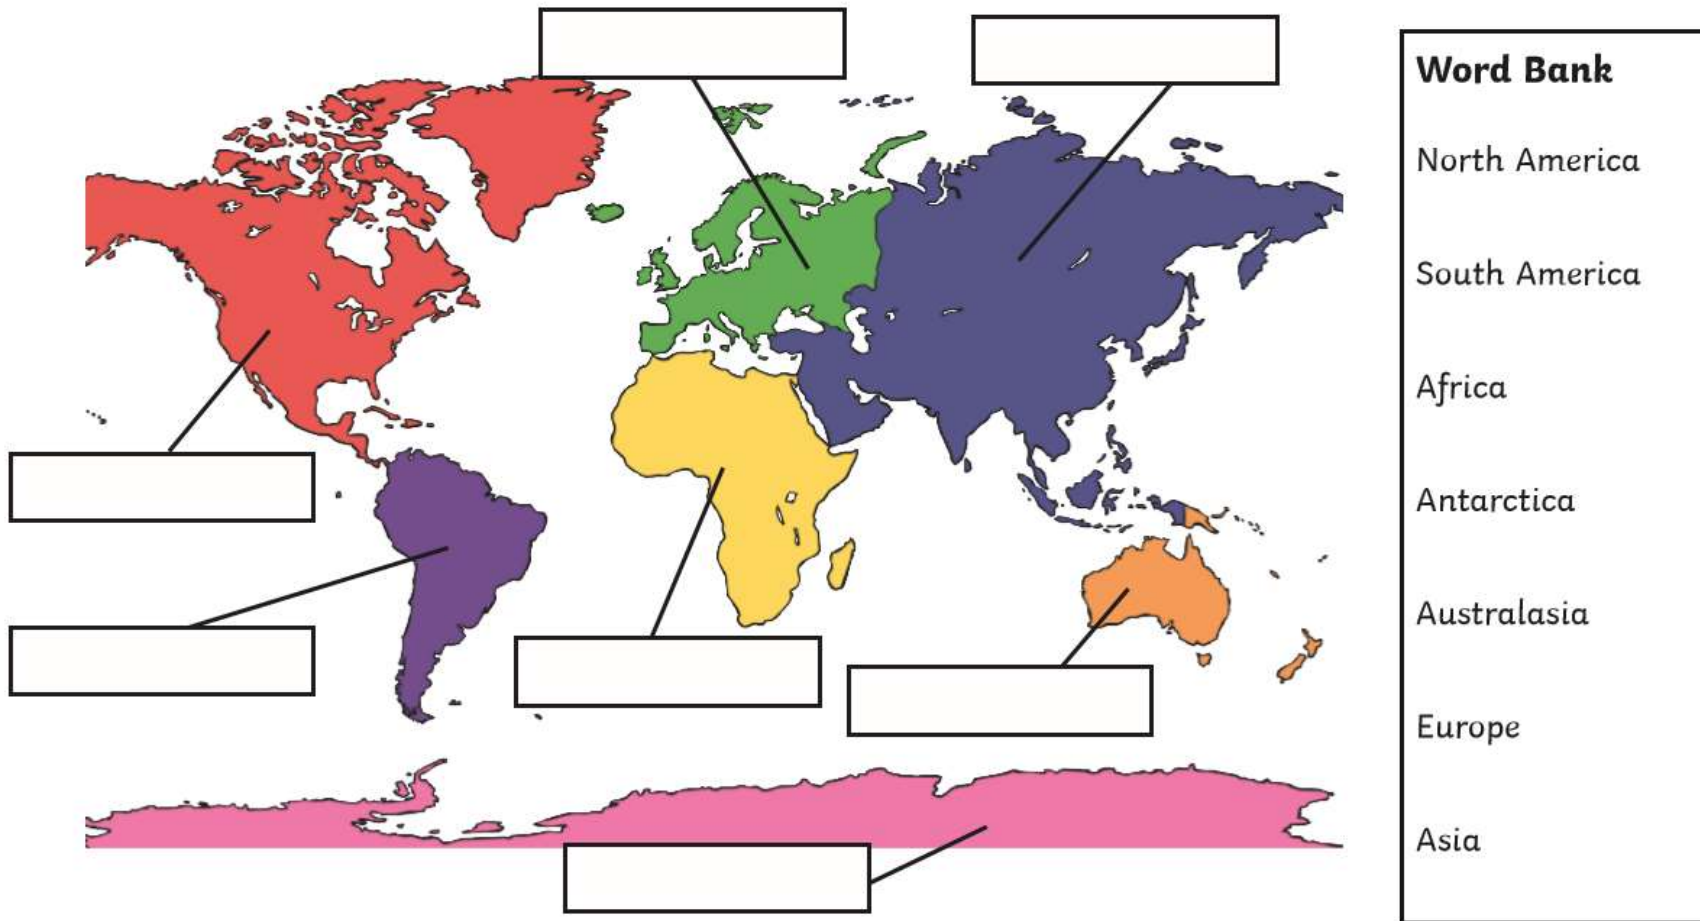 Word Bank
North America
South America
Africa
Antarctica
Australasia
Europe
Asia